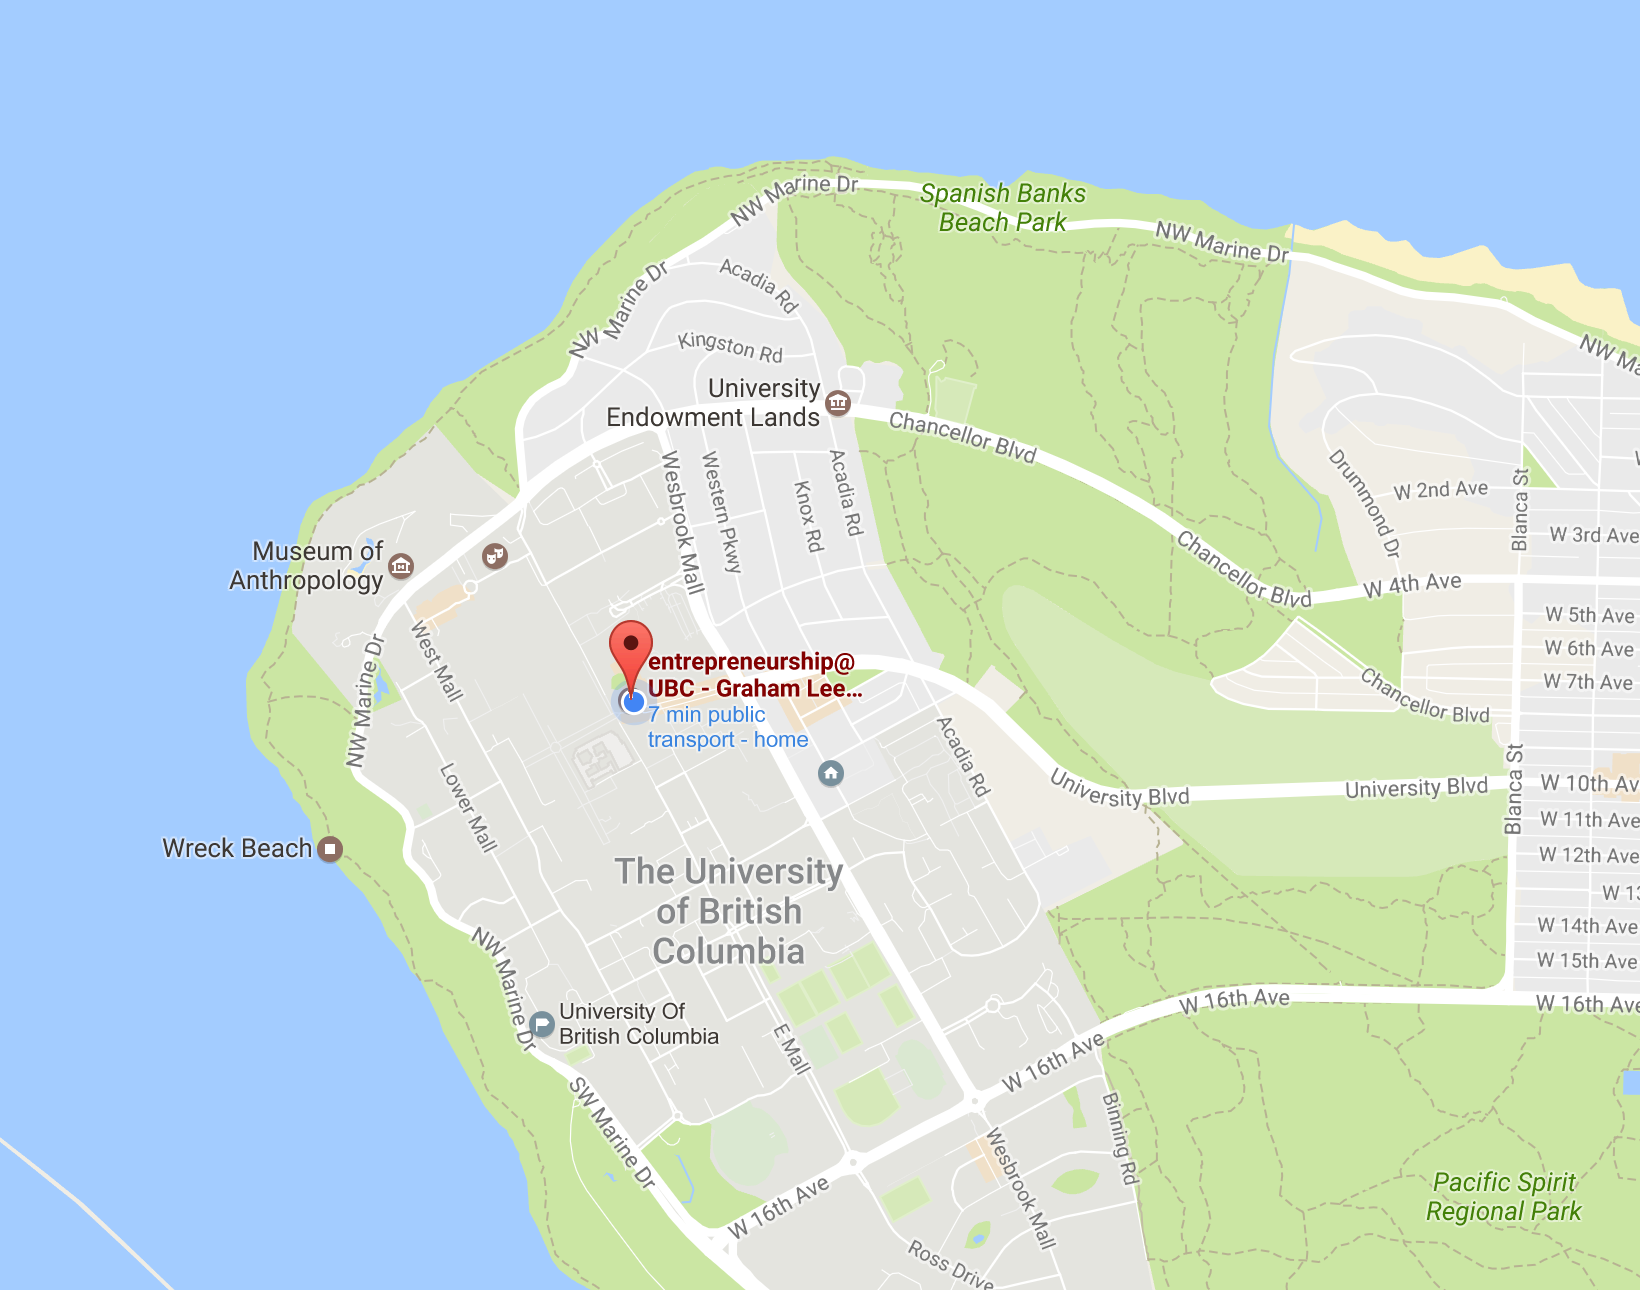 NW Marine Dr
Spanish Banks
Beach Park
NW Marine Dr
Acadia Rd
NW Marine Dr
NW Ma
Kingston Rd
University
Endowment Lands
Chancellor Blvd
Wesbrook Mall
Western Pkwy
Knox Rd
Acadia Rd
Drummond Dr
W 2nd Ave
Blanca St
W 3rd Ave
Museum of
Anthropology
Chancellor Blvd
W 4th Ave
W 5th Ave
W 6th Ave
W 7th Ave
West Mall
NW Marine Dr
entrepreneurship@
UBC - Graham Lee...
7 min public
transport - home
Chancellor Blvd
Acadia Rd
University Blvd
University Blvd
Blanca St
W 10th Av
W 11th Ave
W 12th Ave
W 13
W 14th Ave
W 15th Ave
Lower Mall
Wreck Beach
The University
of British
Columbia
NW Marine Dr
University Of
British Columbia
E Mall
W 16th Ave
W 16th Ave
W 16th Ave
SW Marine Dr
Binning Rd
Wesbrook Mall
W 16th Ave
Ross Drive
Pacific Spirit
Regional Park